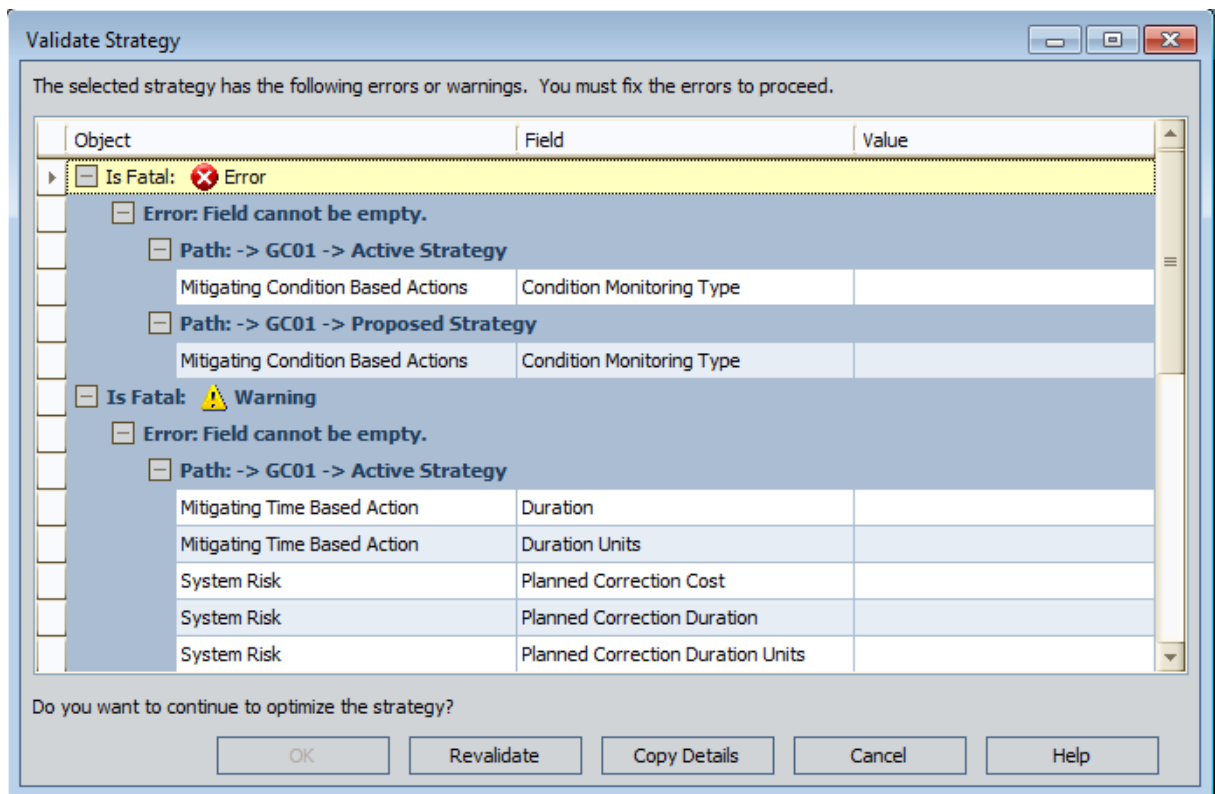 Validate Strategy
The selected strategy has the following errors or warnings. You must fix the errors to proceed.
Object Field Value
Is Fatal: Error
Error: Field cannot be empty.
Path: -> GC01 -> Active Strategy
Mitigating Condition Based Actions Condition Monitoring Type
Path: -> GC01 -> Proposed Strategy
Mitigating Condition Based Actions Condition Monitoring Type
Is Fatal: Warning
Error: Field cannot be empty.
Path: -> GC01 -> Active Strategy
Mitigating Time Based Action Duration
Mitigating Time Based Action Duration Units
System Risk Planned Correction Cost
System Risk Planned Correction Duration
System Risk Planned Correction Duration Units
Do you want to continue to optimize the strategy?
OK Revalidate Copy Details Cancel Help